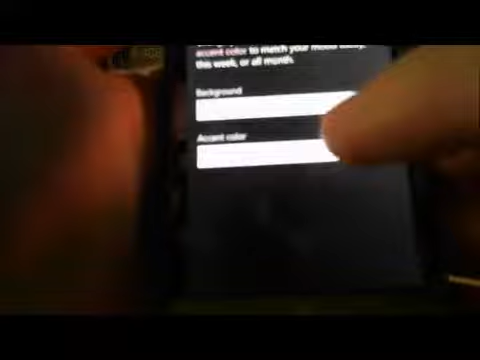 accent color to match your mood today,
this week, or all month.
Background
Accent color